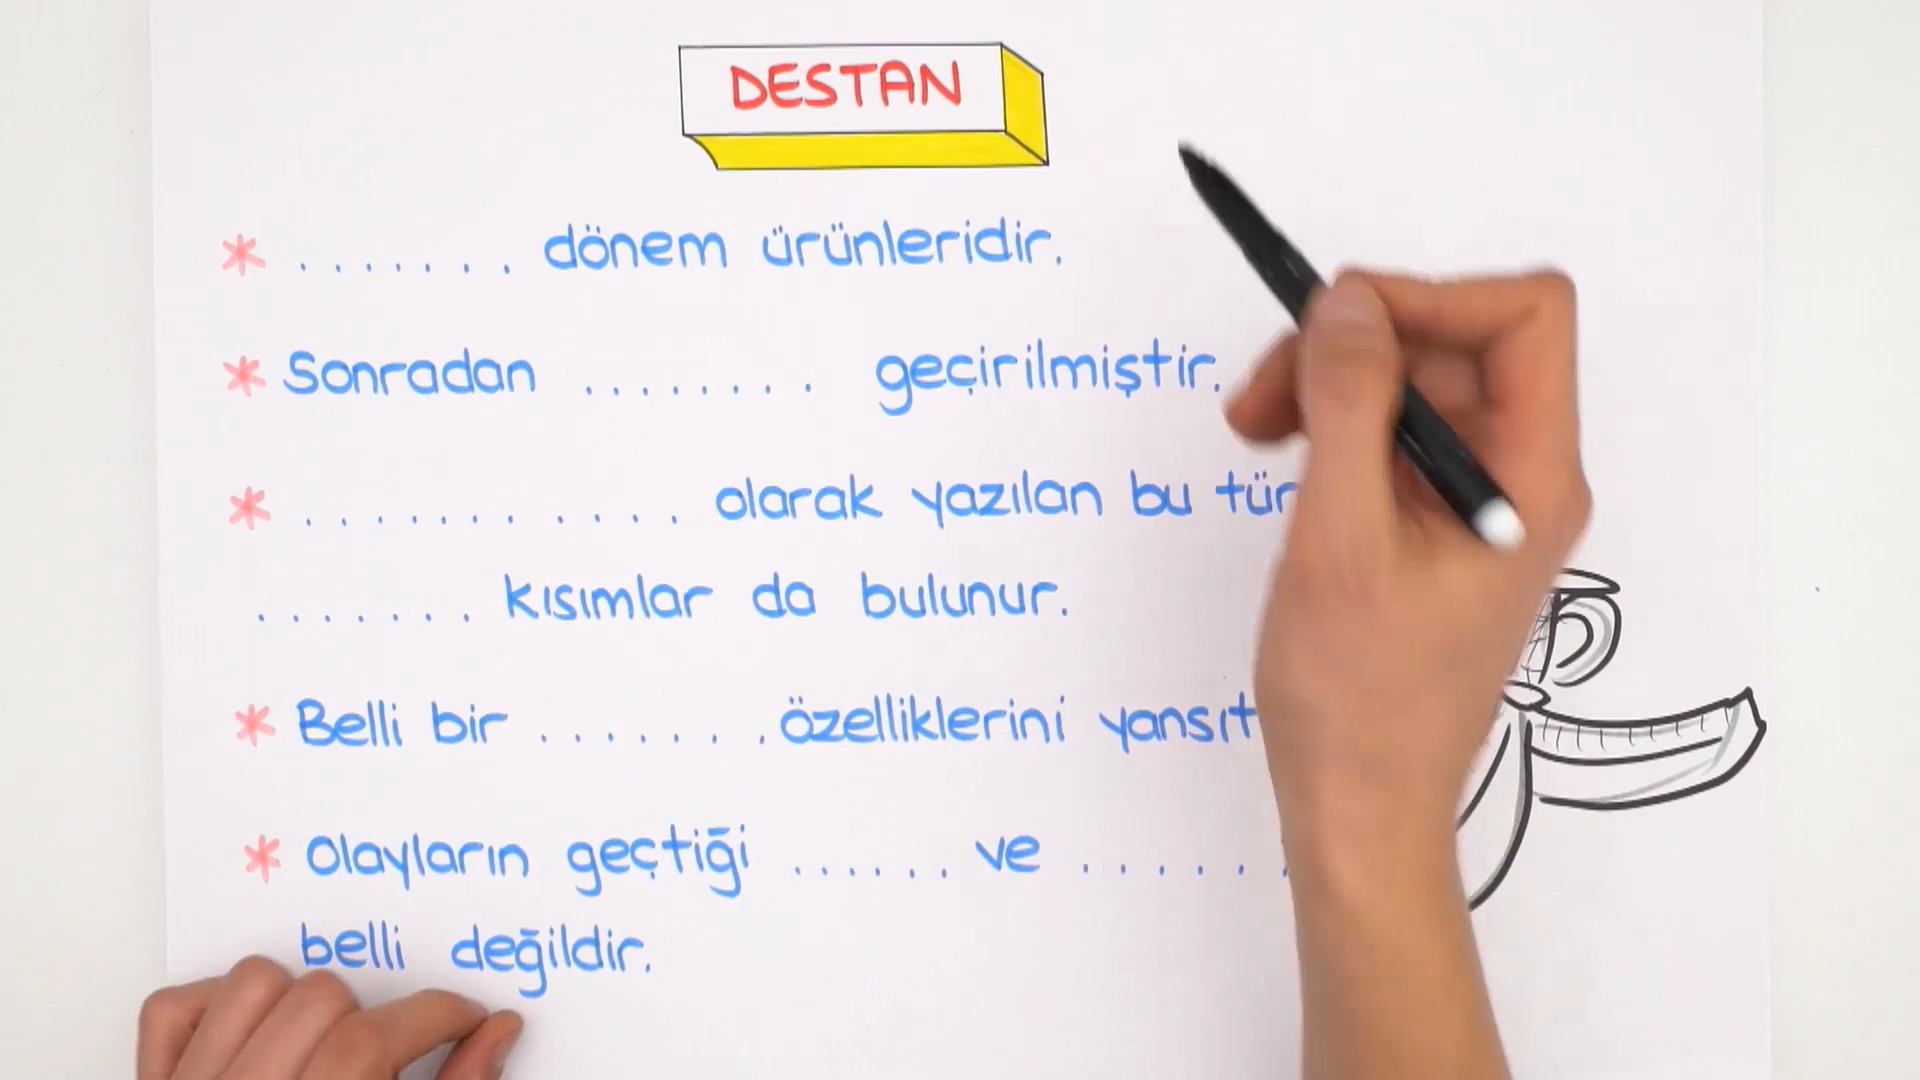 DESTAN
* ....... dönem ürünleridir.
* Sonradan ........ geçirilmiştir.
* ............ olarak yazılan bu tür
....... kısımlar da bulunur.
* Belli bir ........ özelliklerini yansıt
* Olayların geçtiği ...... ve ......
belli değildir.